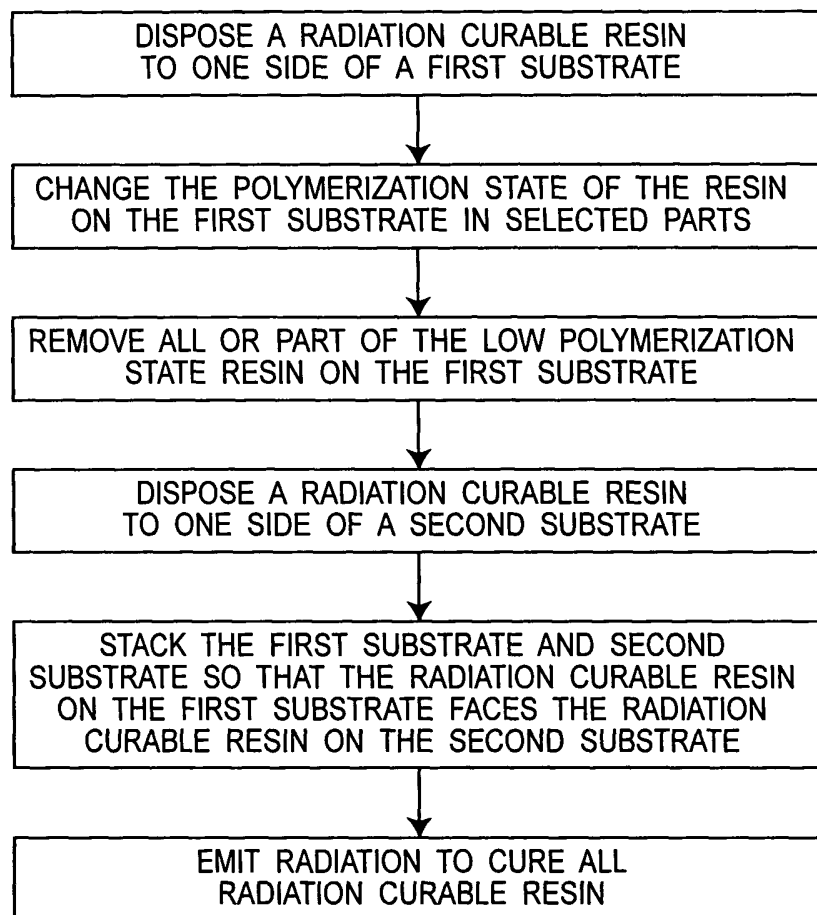 DISPOSE A RADIATION CURABLE RESIN
TO ONE SIDE OF A FIRST SUBSTRATE
CHANGE THE POLYMERIZATION STATE OF THE RESIN
ON THE FIRST SUBSTRATE IN SELECTED PARTS
REMOVE ALL OR PART OF THE LOW POLYMERIZATION
STATE RESIN ON THE FIRST SUBSTRATE
DISPOSE A RADIATION CURABLE RESIN
TO ONE SIDE OF A SECOND SUBSTRATE
STACK THE FIRST SUBSTRATE AND SECOND
SUBSTRATE SO THAT THE RADIATION CURABLE RESIN
ON THE FIRST SUBSTRATE FACES THE RADIATION
CURABLE RESIN ON THE SECOND SUBSTRATE
EMIT RADIATION TO CURE ALL
RADIATION CURABLE RESIN